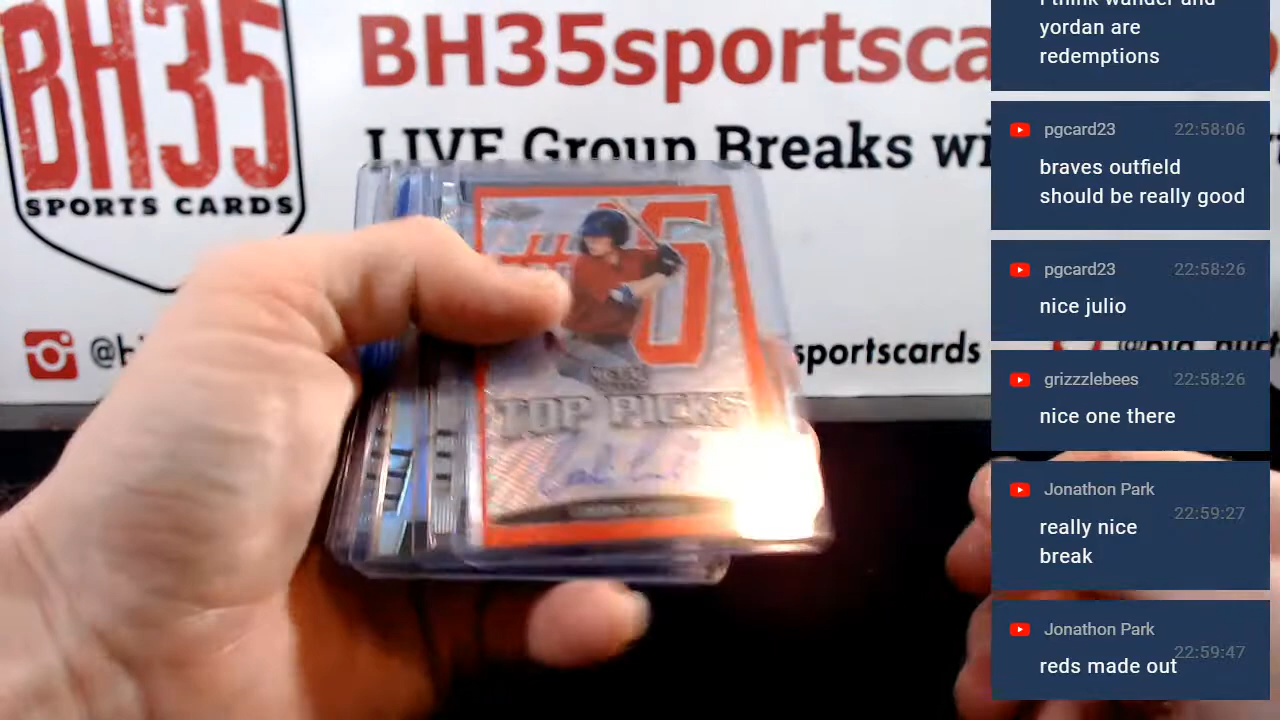 BH35
SPORTS CARDS
BH35sportsca
LIVE Group Breaks wi
sportscards
TOP PICKS
yordan are
redemptions
pgcard23 22:58:06
braves outfield
should be really good
pgcard23 22:58:26
nice julio
grizzzlebees 22:58:26
nice one there
Jonathon Park
22:59:27
really nice
break
Jonathon Park
22:59:47
reds made out